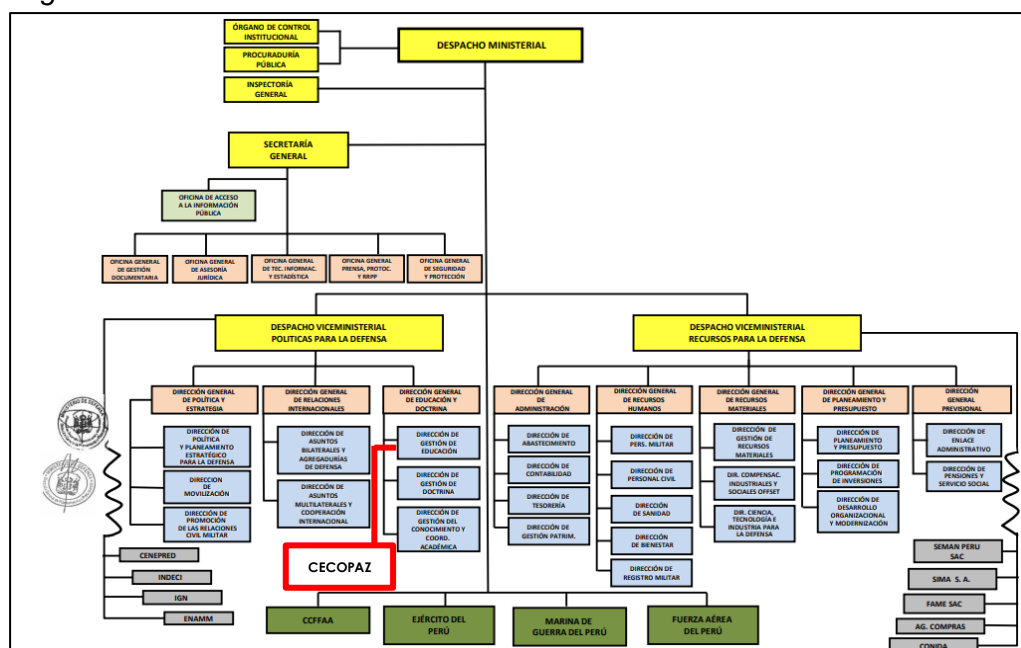 ÓRGANO DE CONTROL
INSTITUCIONAL
DESPACHO MINISTERIAL
PROCURADURÍA
PÚBLICA
INSPECTORÍA
GENERAL
SECRETARÍA
GENERAL
OFICINA DE ACCESO
A LA INFORMACIÓN
PÚBLICA
OFICINA GENERAL
DE GESTIÓN
DOCUMENTARIA
OFICINA GENERAL
DE ASESORÍA
JURÍDICA
OFICINA GENERAL
DE TEC. INFORMAC.
Y ESTADÍSTICA
OFICINA GENERAL
PRENSA, PROTOC.
Y RRPP
OFICINA GENERAL
DE SEGURIDAD
Y PROTECCIÓN
DESPACHO VICEMINISTERIAL
POLITICAS PARA LA DEFENSA
DESPACHO VICEMINISTERIAL
RECURSOS PARA LA DEFENSA
DIRECCIÓN GENERAL
DE POLÍTICA Y
ESTRATEGIA
DIRECCIÓN GENERAL
DE RELACIONES
INTERNACIONALES
DIRECCIÓN GENERAL
DE EDUCACIÓN Y
DOCTRINA
DIRECCIÓN GENERAL
DE
ADMINISTRACIÓN
DIRECCIÓN GENERAL
DE RECURSOS
HUMANOS
DIRECCIÓN GENERAL
DE RECURSOS
MATERIALES
DIRECCIÓN GENERAL
DE PLANEAMIENTO Y
PRESUPUESTO
DIRECCIÓN
GENERAL
PREVISIONAL
DIRECCIÓN DE
POLÍTICA
Y PLANEAMIENTO
ESTRATÉGICO
PARA LA DEFENSA
DIRECCION
DE
MOVILIZACIÓN
DIRECCIÓN DE
PROMOCIÓN
DE LAS RELACIONES
CIVIL MILITAR
DIRECCIÓN DE
ASUNTOS
BILATERALES Y
AGREGADURÍAS
DE DEFENSA
DIRECCIÓN DE
ASUNTOS
MULTILATERALES Y
COOPERACIÓN
INTERNACIONAL
DIRECCIÓN DE
GESTIÓN DE
EDUCACIÓN
DIRECCIÓN DE
GESTIÓN DE
DOCTRINA
DIRECCIÓN DE
GESTIÓN DEL
CONOCIMIENTO Y
COORD.
ACADÉMICA
DIRECCIÓN DE
ABASTECIMIENTO
DIRECCIÓN DE
CONTABILIDAD
DIRECCIÓN DE
TESORERÍA
DIRECCIÓN DE
GESTIÓN PATRIM.
DIRECCIÓN DE
PERS. MILITAR
DIRECCIÓN DE
PERSONAL CIVIL
DIRECCIÓN
DE SANIDAD
DIRECCIÓN
DE BIENESTAR
DIRECCIÓN DE
REGISTRO MILITAR
DIRECCIÓN DE
GESTIÓN DE
RECURSOS
MATERIALES
DIR. COMPENSAC.
INDUSTRIALES Y
SOCIALES OFFSET
DIR. CIENCIA,
TECNOLOGÍA E
INDUSTRIA PARA
LA DEFENSA
DIRECCIÓN DE
PLANEAMIENTO
Y PRESUPUESTO
DIRECCIÓN DE
PROGRAMACIÓN
DE INVERSIONES
DIRECCIÓN DE
DESARROLLO
ORGANIZACIONAL
Y MODERNIZACIÓN
DIRECCIÓN DE
ENLACE
ADMINISTRATIVO
DIRECCIÓN DE
PENSIONES Y
SERVICIO SOCIAL
CECOPAZ
CENEPRED
INDECI
IGN
ENAMM
SEMAN PERU
SAC
SIMA S. A.
FAME SAC
AG. COMPRAS
CONIDA
CCFFAA
EJÉRCITO DEL
PERÚ
MARINA DE
GUERRA DEL PERÚ
FUERZA AÉREA
DEL PERÚ